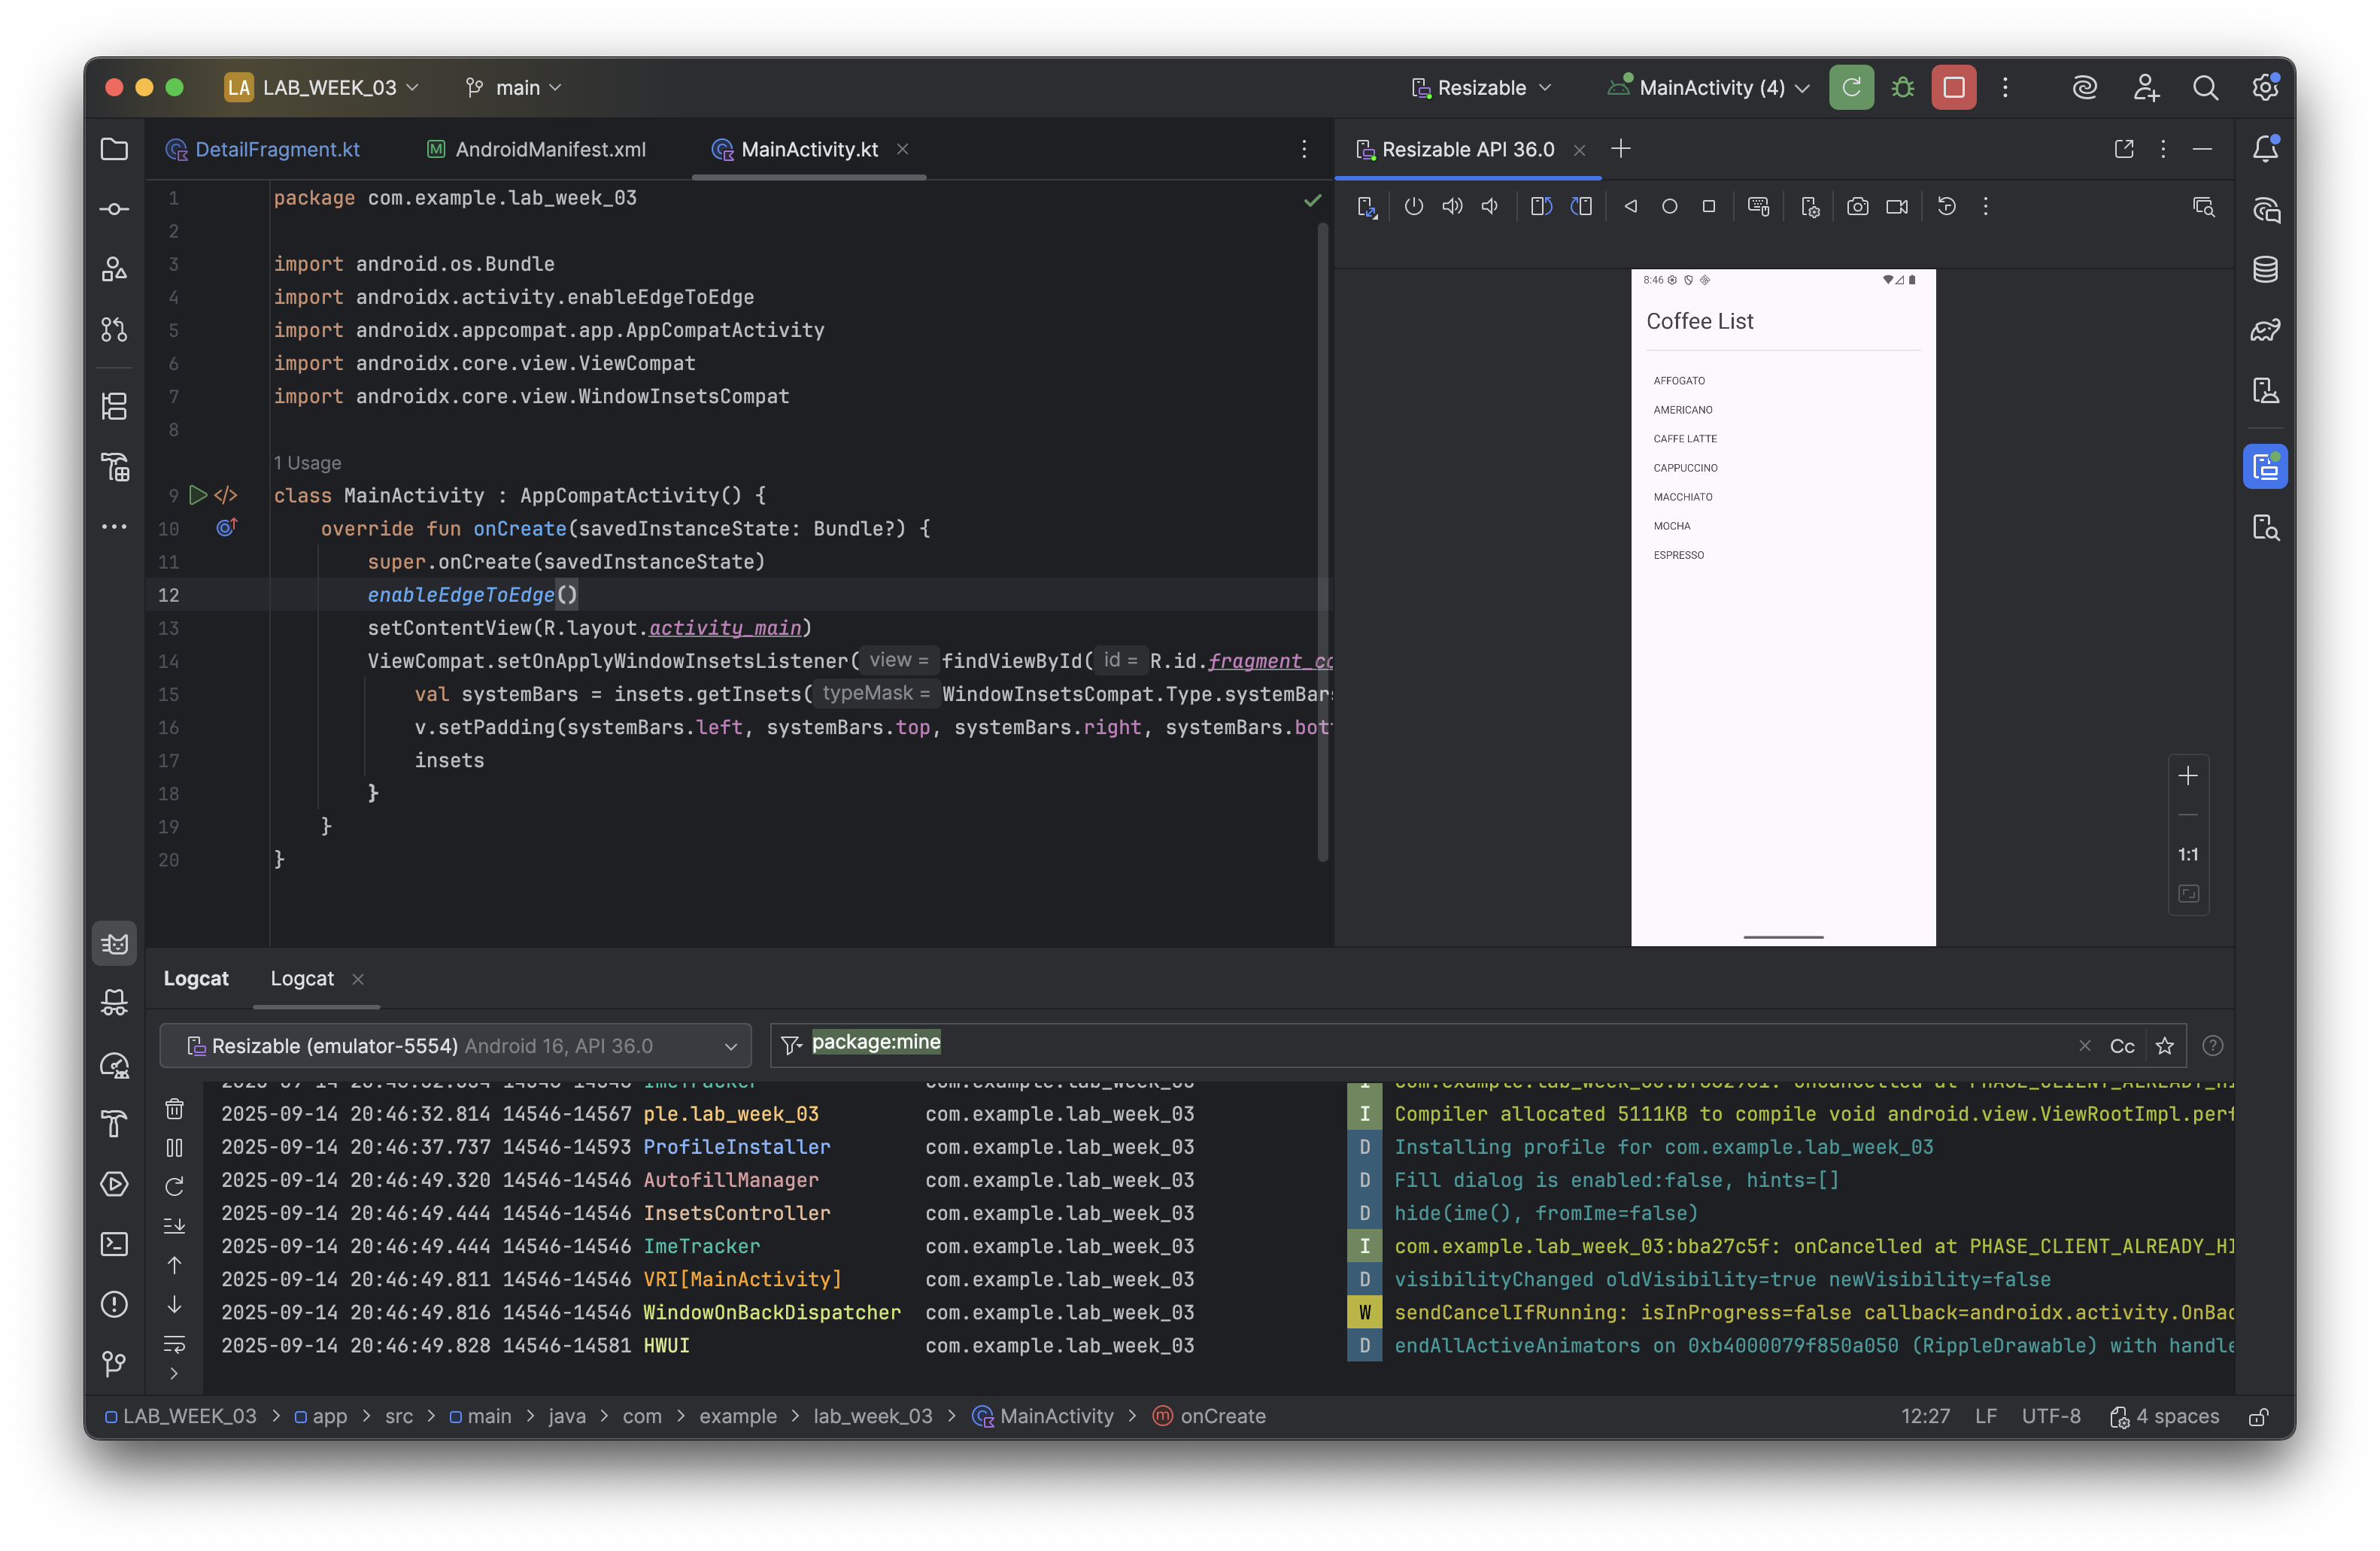 LA LAB_WEEK_03 main Resizable MainActivity (4)
DetailFragment.kt AndroidManifest.xml MainActivity.kt
Resizable API 36.0
1 package com.example.lab_week_03
2
3 import android.os.Bundle
4 import androidx.activity.enableEdgeToEdge
5 import androidx.appcompat.app.AppCompatActivity
6 import androidx.core.view.ViewCompat
7 import androidx.core.view.WindowInsetsCompat
8
1 Usage
9 class MainActivity : AppCompatActivity() {
10 override fun onCreate(savedInstanceState: Bundle?) {
11 super.onCreate(savedInstanceState)
12 enableEdgeToEdge()
13 setContentView(R.layout.activity_main)
14 ViewCompat.setOnApplyWindowInsetsListener( view = findViewById( id = R.id.fragment_co
15 val systemBars = insets.getInsets( typeMask = WindowInsetsCompat.Type.systemBars
16 v.setPadding(systemBars.left, systemBars.top, systemBars.right, systemBars.bott
17 insets
18 }
19 }
20 }
8:46
Coffee List
AFFOGATO
AMERICANO
CAFFE LATTE
CAPPUCCINO
MACCHIATO
MOCHA
ESPRESSO
1:1
Logcat Logcat
Resizable (emulator-5554) Android 16, API 36.0 package:mine Cc
2025-09-14 20:46:32.814 14546-14567 ple.lab_week_03 com.example.lab_week_03 I Compiler allocated 5111KB to compile void android.view.ViewRootImpl.perf
2025-09-14 20:46:37.737 14546-14593 ProfileInstaller com.example.lab_week_03 D Installing profile for com.example.lab_week_03
2025-09-14 20:46:49.320 14546-14546 AutofillManager com.example.lab_week_03 D Fill dialog is enabled:false, hints=[]
2025-09-14 20:46:49.444 14546-14546 InsetsController com.example.lab_week_03 D hide(ime(), fromIme=false)
2025-09-14 20:46:49.444 14546-14546 ImeTracker com.example.lab_week_03 I com.example.lab_week_03:bba27c5f: onCancelled at PHASE_CLIENT_ALREADY_HI
2025-09-14 20:46:49.811 14546-14546 VRI[MainActivity] com.example.lab_week_03 D visibilityChanged oldVisibility=true newVisibility=false
2025-09-14 20:46:49.816 14546-14546 WindowOnBackDispatcher com.example.lab_week_03 W sendCancelIfRunning: isInProgress=false callback=androidx.activity.OnBac
2025-09-14 20:46:49.828 14546-14581 HWUI com.example.lab_week_03 D endAllActiveAnimators on 0xb4000079f850a050 (RippleDrawable) with handle
LAB_WEEK_03 > app > src > main > java > com > example > lab_week_03 > MainActivity > onCreate 12:27 LF UTF-8 4 spaces